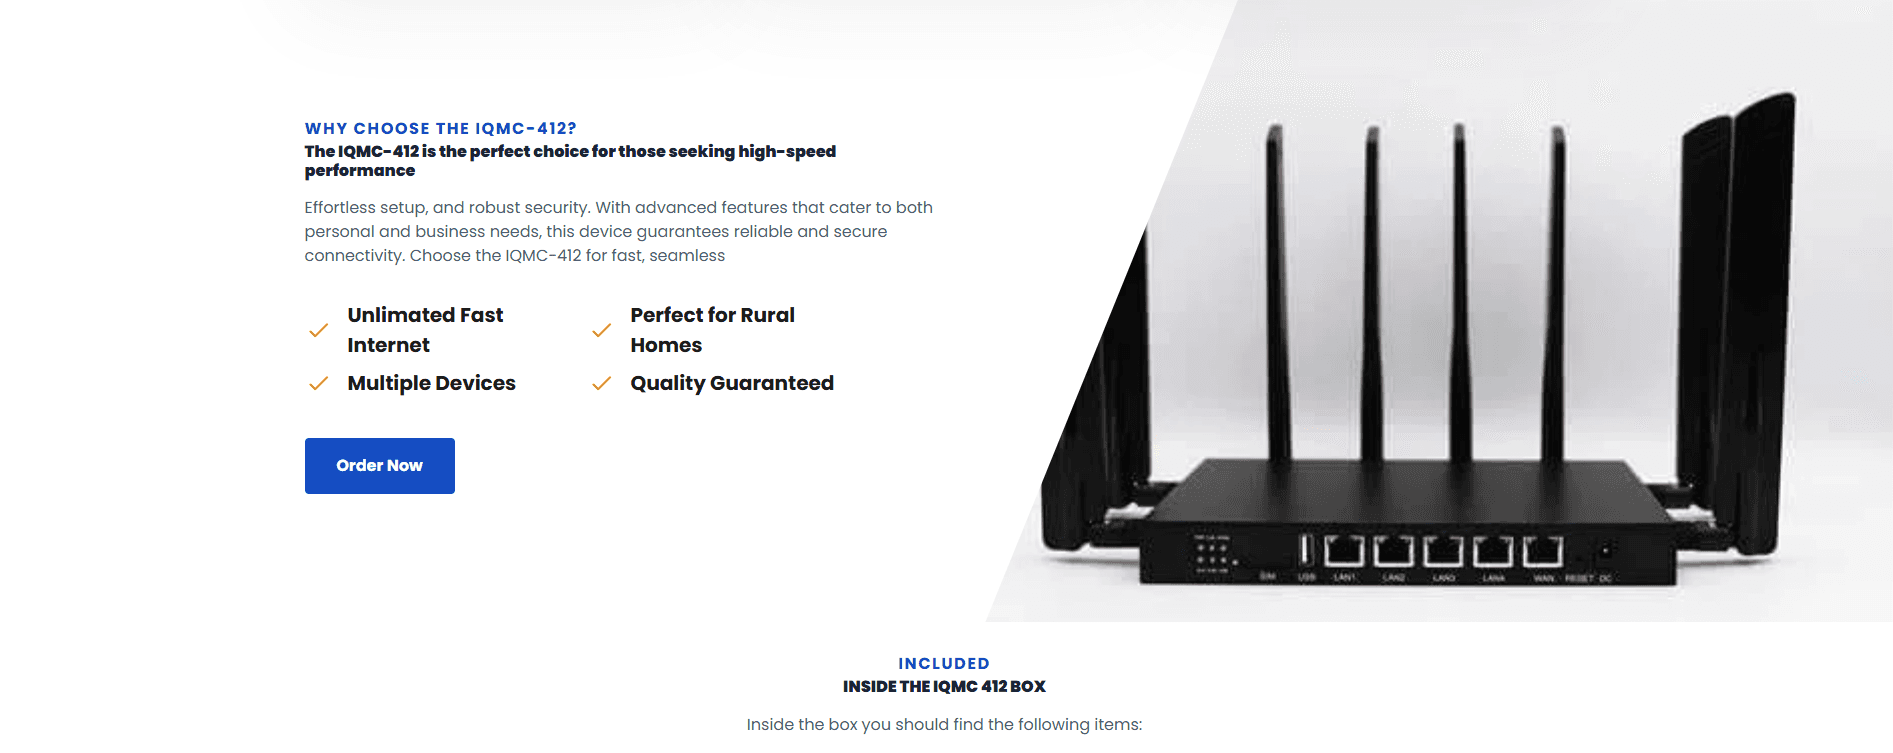 WHY CHOOSE THE IQMC-412?
The IQMC-412 is the perfect choice for those seeking high-speed
performance
Effortless setup, and robust security. With advanced features that cater to both
personal and business needs, this device guarantees reliable and secure
connectivity. Choose the IQMC-412 for fast, seamless
Unlimated Fast
Internet
Perfect for Rural
Homes
Multiple Devices
Quality Guaranteed
Order Now
SIM USB LAN1 LAN2 LAN3 LAN4 WAN RESET DC
INCLUDED
INSIDE THE IQMC 412 BOX
Inside the box you should find the following items: